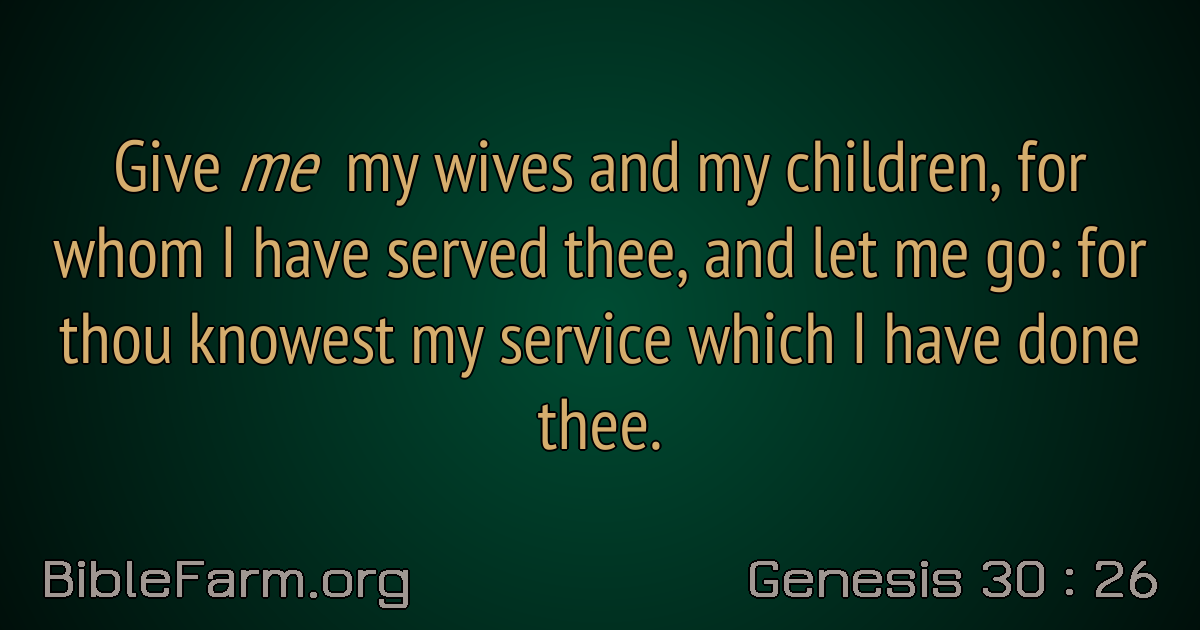 Give me my wives and my children, for
whom I have served thee, and let me go: for
thou knowest my service which I have done
thee.
BibleFarm.org
Genesis 30 : 26